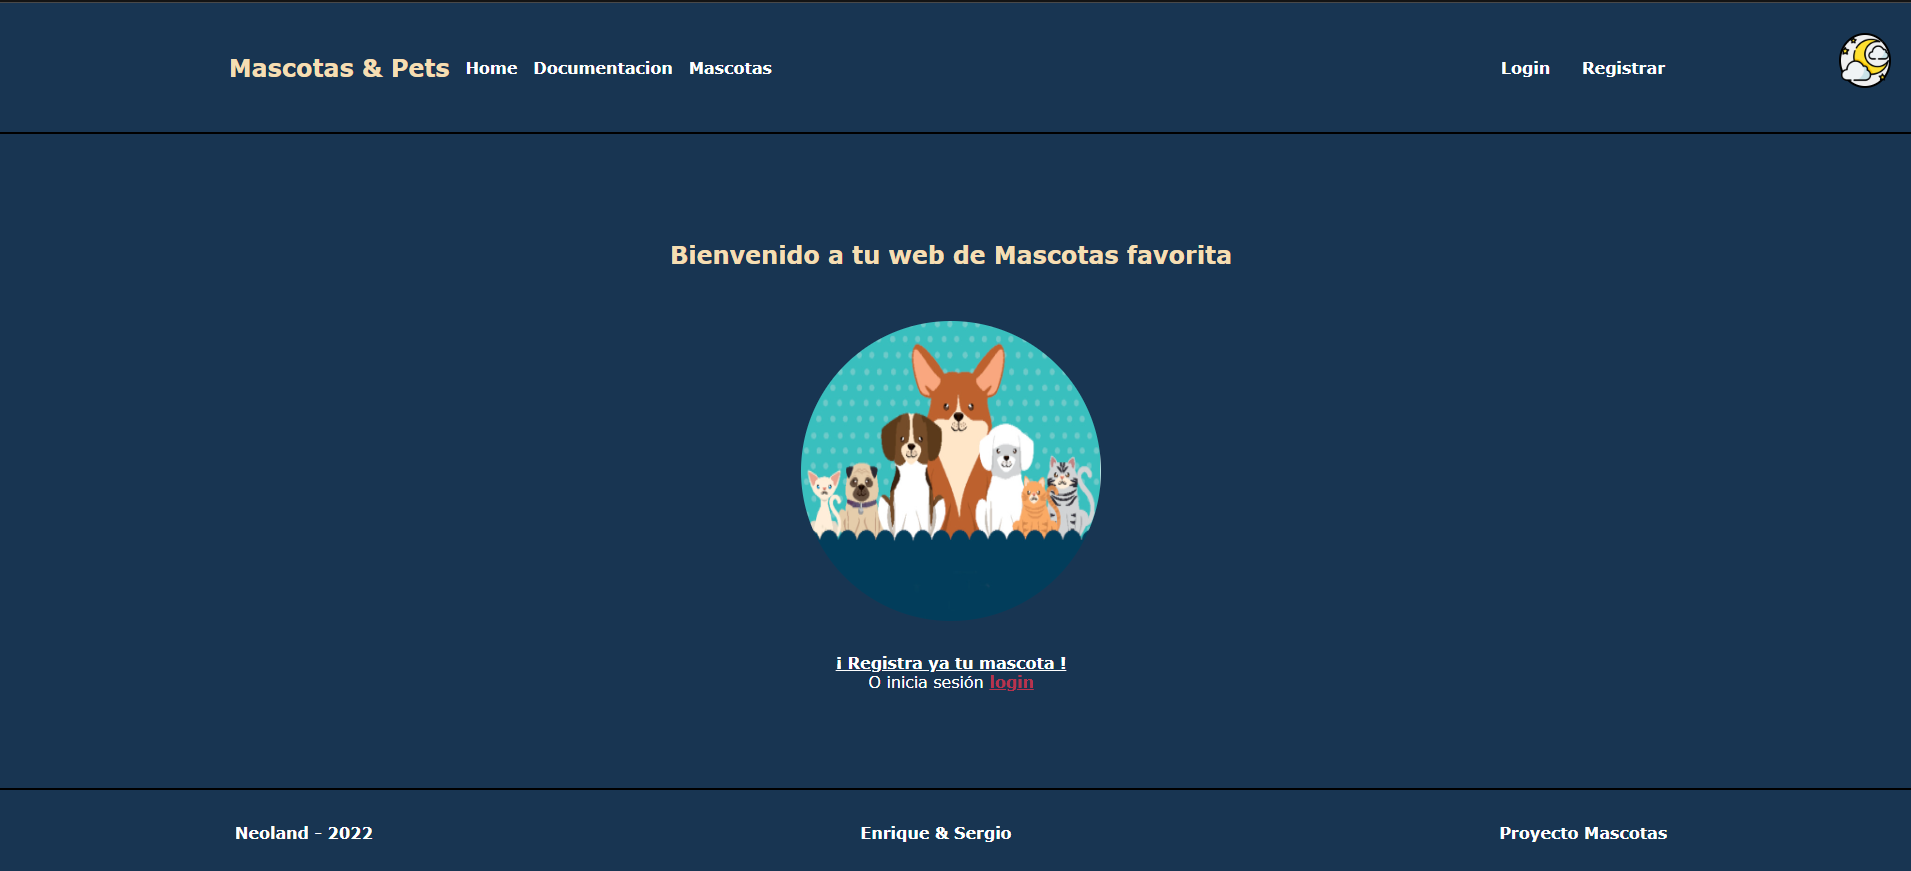 Mascotas & Pets Home Documentacion Mascotas Login Registrar
Bienvenido a tu web de Mascotas favorita
¡ Registra ya tu mascota !
O inicia sesión login
Neoland - 2022 Enrique & Sergio Proyecto Mascotas